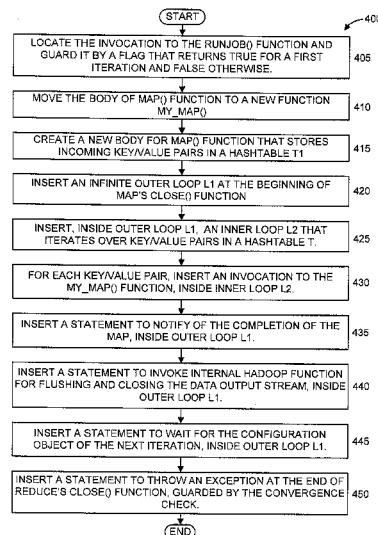 START
400
LOCATE THE INVOCATION TO THE RUNJOB() FUNCTION AND
GUARD IT BY A FLAG THAT RETURNS TRUE FOR A FIRST
ITERATION AND FALSE OTHERWISE.
405
MOVE THE BODY OF MAP() FUNCTION TO A NEW FUNCTION
MY_MAP()
410
CREATE A NEW BODY FOR MAP() FUNCTION THAT STORES
INCOMING KEY/VALUE PAIRS IN A HASHTABLE T1
415
INSERT AN INFINITE OUTER LOOP L1 AT THE BEGINNING OF
MAP'S CLOSE() FUNCTION
420
INSERT, INSIDE OUTER LOOP L1, AN INNER LOOP L2 THAT
ITERATES OVER KEY/VALUE PAIRS IN A HASHTABLE T.
425
FOR EACH KEY/VALUE PAIR, INSERT AN INVOCATION TO THE
MY_MAP() FUNCTION, INSIDE INNER LOOP L2.
430
INSERT A STATEMENT TO NOTIFY OF THE COMPLETION OF THE
MAP, INSIDE OUTER LOOP L1.
435
INSERT A STATEMENT TO INVOKE INTERNAL HADOOP FUNCTION
FOR FLUSHING AND CLOSING THE DATA OUTPUT STREAM, INSIDE
OUTER LOOP L1.
440
INSERT A STATEMENT TO WAIT FOR THE CONFIGURATION
OBJECT OF THE NEXT ITERATION, INSIDE OUTER LOOP L1.
445
INSERT A STATEMENT TO THROW AN EXCEPTION AT THE END OF
REDUCE'S CLOSE() FUNCTION, GUARDED BY THE CONVERGENCE
CHECK.
450
END